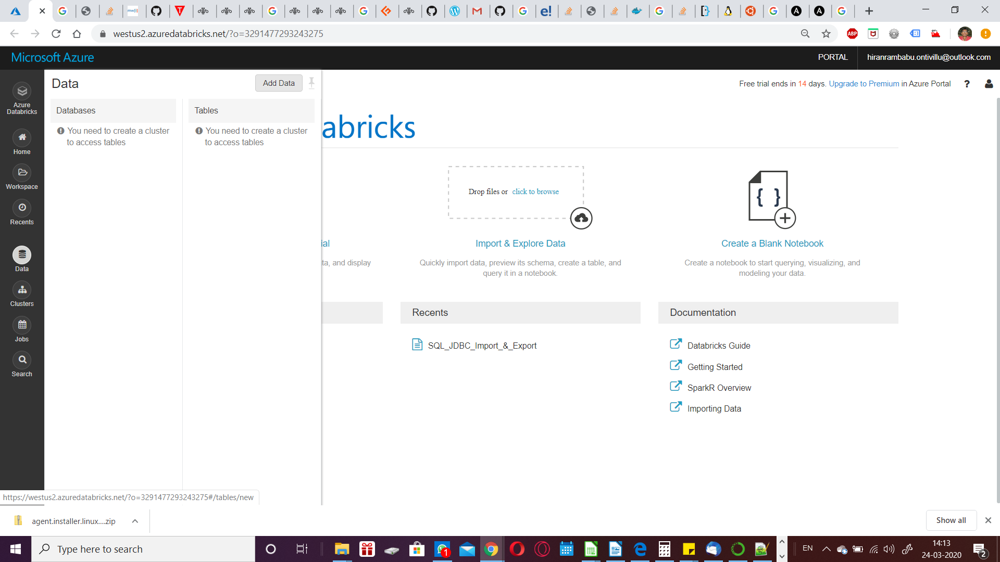 westus2.azuredatabricks.net/?o=3291477293243275
ABP
Microsoft Azure
PORTAL
hiranrambabu.ontivillu@outlook.com
Data
Add Data
Free trial ends in 14 days. Upgrade to Premium in Azure Portal
?
Azure
Databricks
Home
Workspace
Recents
Data
Clusters
Jobs
Search
Databases
You need to create a cluster
to access tables
Tables
You need to create a cluster
to access tables
abricks
ial
ta, and display
Drop files or click to browse
Import & Explore Data
Quickly import data, preview its schema, create a table, and
query it in a notebook.
{ }
Create a Blank Notebook
Create a notebook to start querying, visualizing, and
modeling your data.
Recents
SQL_JDBC_Import_&_Export
Documentation
Databricks Guide
Getting Started
SparkR Overview
Importing Data
https://westus2.azuredatabricks.net/?o=3291477293243275#/tables/new
agent.installer.linux....zip
Show all
Type here to search
1
EN
14:13
24-03-2020
2